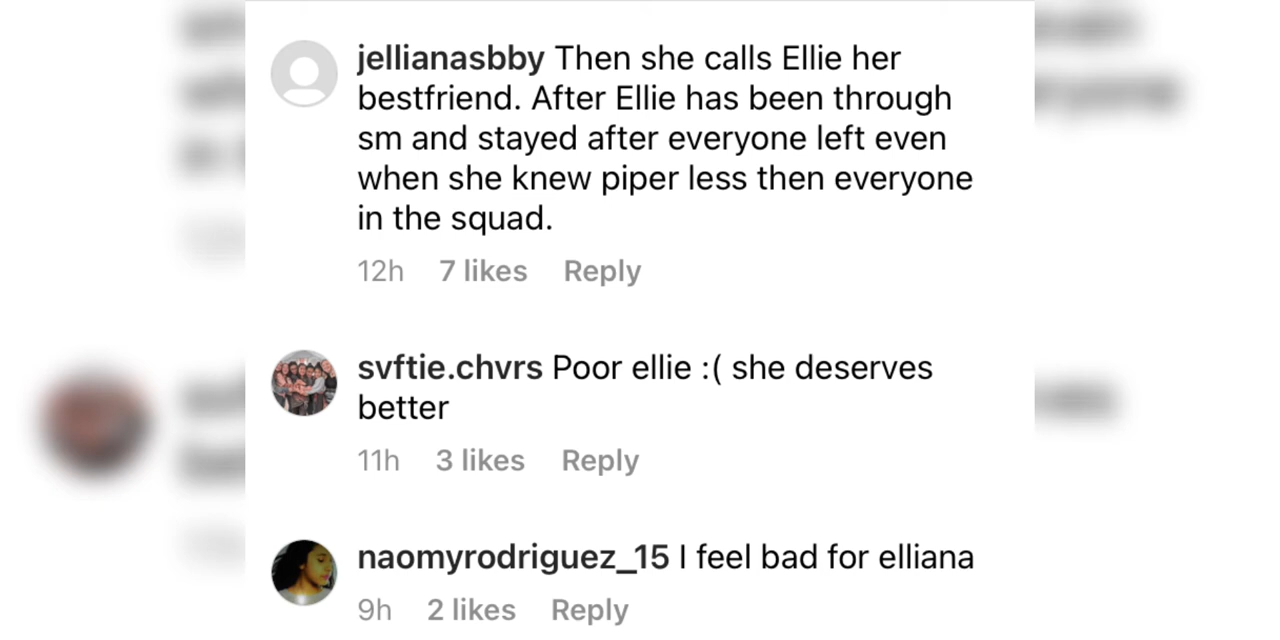 jellianasbby Then she calls Ellie her
bestfriend. After Ellie has been through
sm and stayed after everyone left even
when she knew piper less then everyone
in the squad.
12h 7 likes Reply
svftie.chvrs Poor ellie :( she deserves
better
11h 3 likes Reply
naomyrodriguez_15 I feel bad for elliana
9h 2 likes Reply